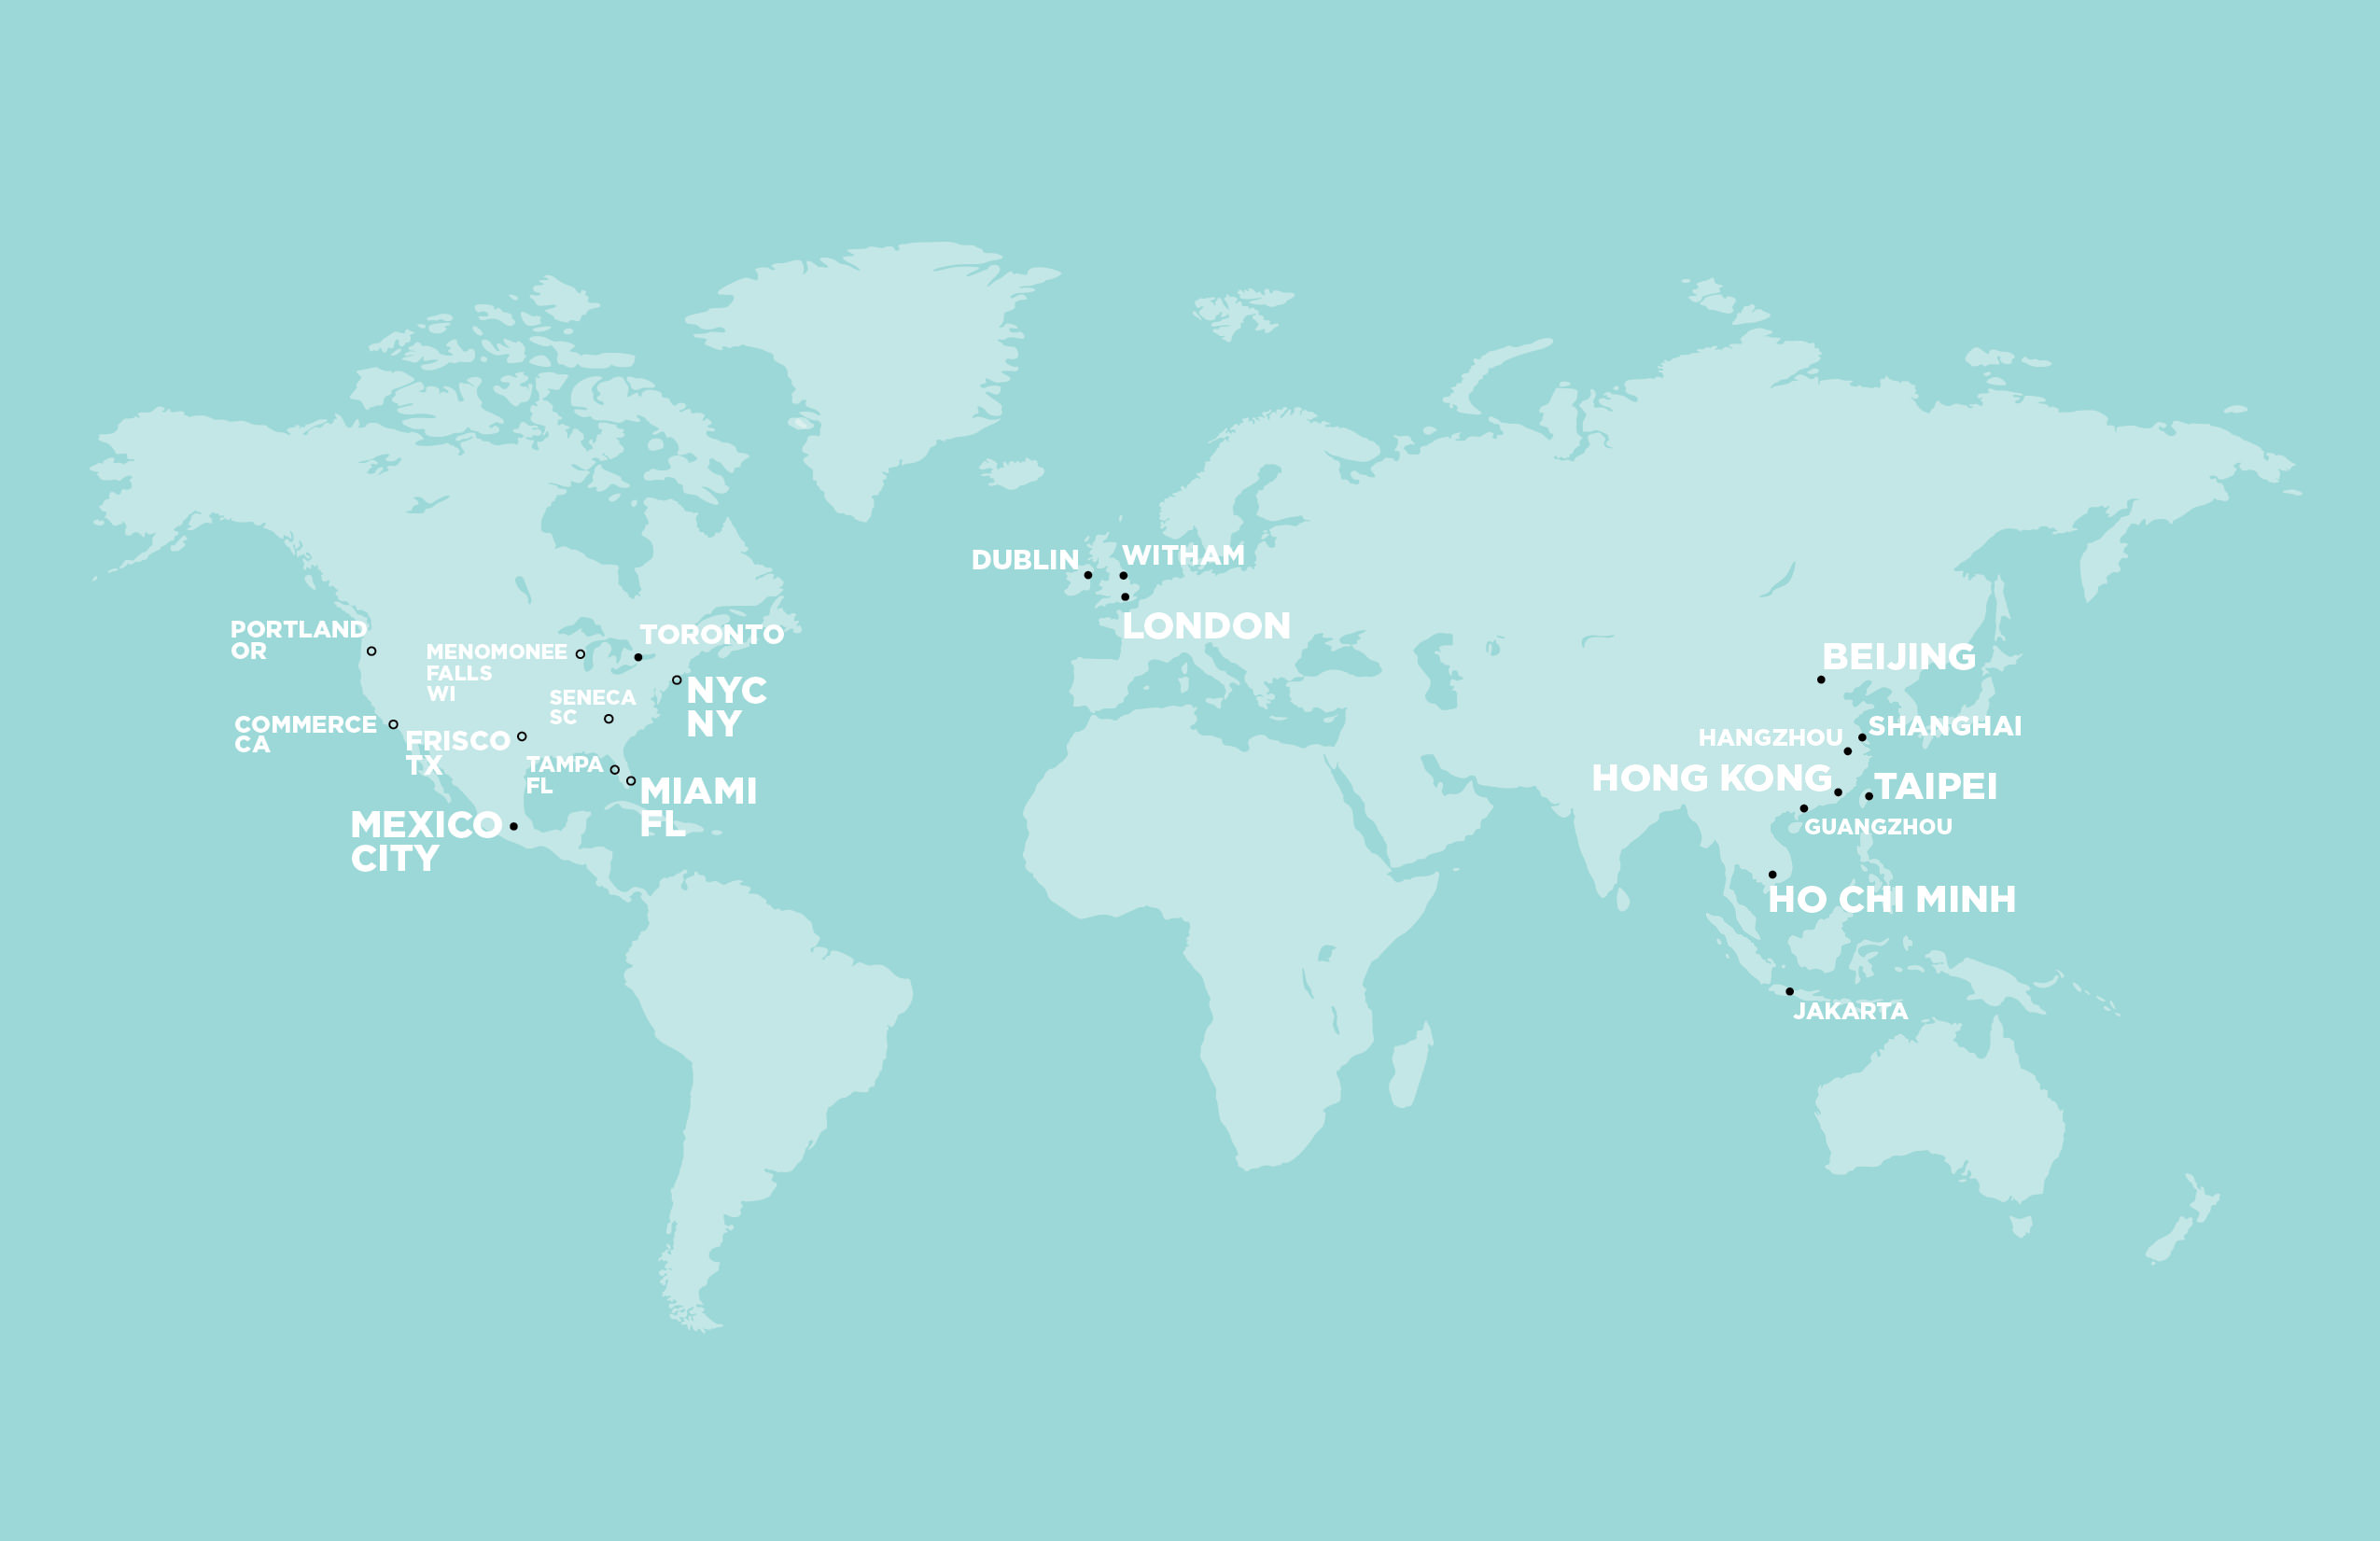 DUBLIN
WITHAM
LONDON
PORTLAND
OR
MENOMONEE
FALLS
WI
TORONTO
NYC
NY
SENECA
SC
COMMERCE
CA
FRISCO
TX
TAMPA
FL
MIAMI
FL
MEXICO
CITY
BEIJING
SHANGHAI
HANGZHOU
HONG KONG
TAIPEI
GUANGZHOU
HO CHI MINH
JAKARTA